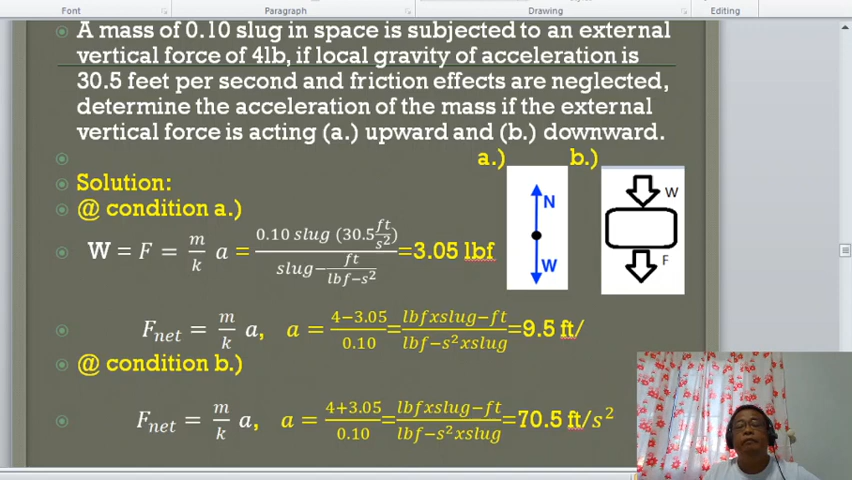 Font
Paragraph
Drawing
Editing
A mass of 0.10 slug in space is subjected to an external
vertical force of 4lb, if local gravity of acceleration is
30.5 feet per second and friction effects are neglected,
determine the acceleration of the mass if the external
vertical force is acting (a.) upward and (b.) downward.
a.) b.)
Solution:
@ condition a.)
W = F = m/k a = 0.10 slug (30.5 ft/s²) / slug−ft/lbf−s² =3.05 lbf
N
W
W
F
Fnet = m/k a, a = 4−3.05/0.10 = lbfxslug−ft/lbf−s²xslug =9.5 ft/
@ condition b.)
Fnet = m/k a, a = 4+3.05/0.10 = lbfxslug−ft/lbf−s²xslug =70.5 ft/s²